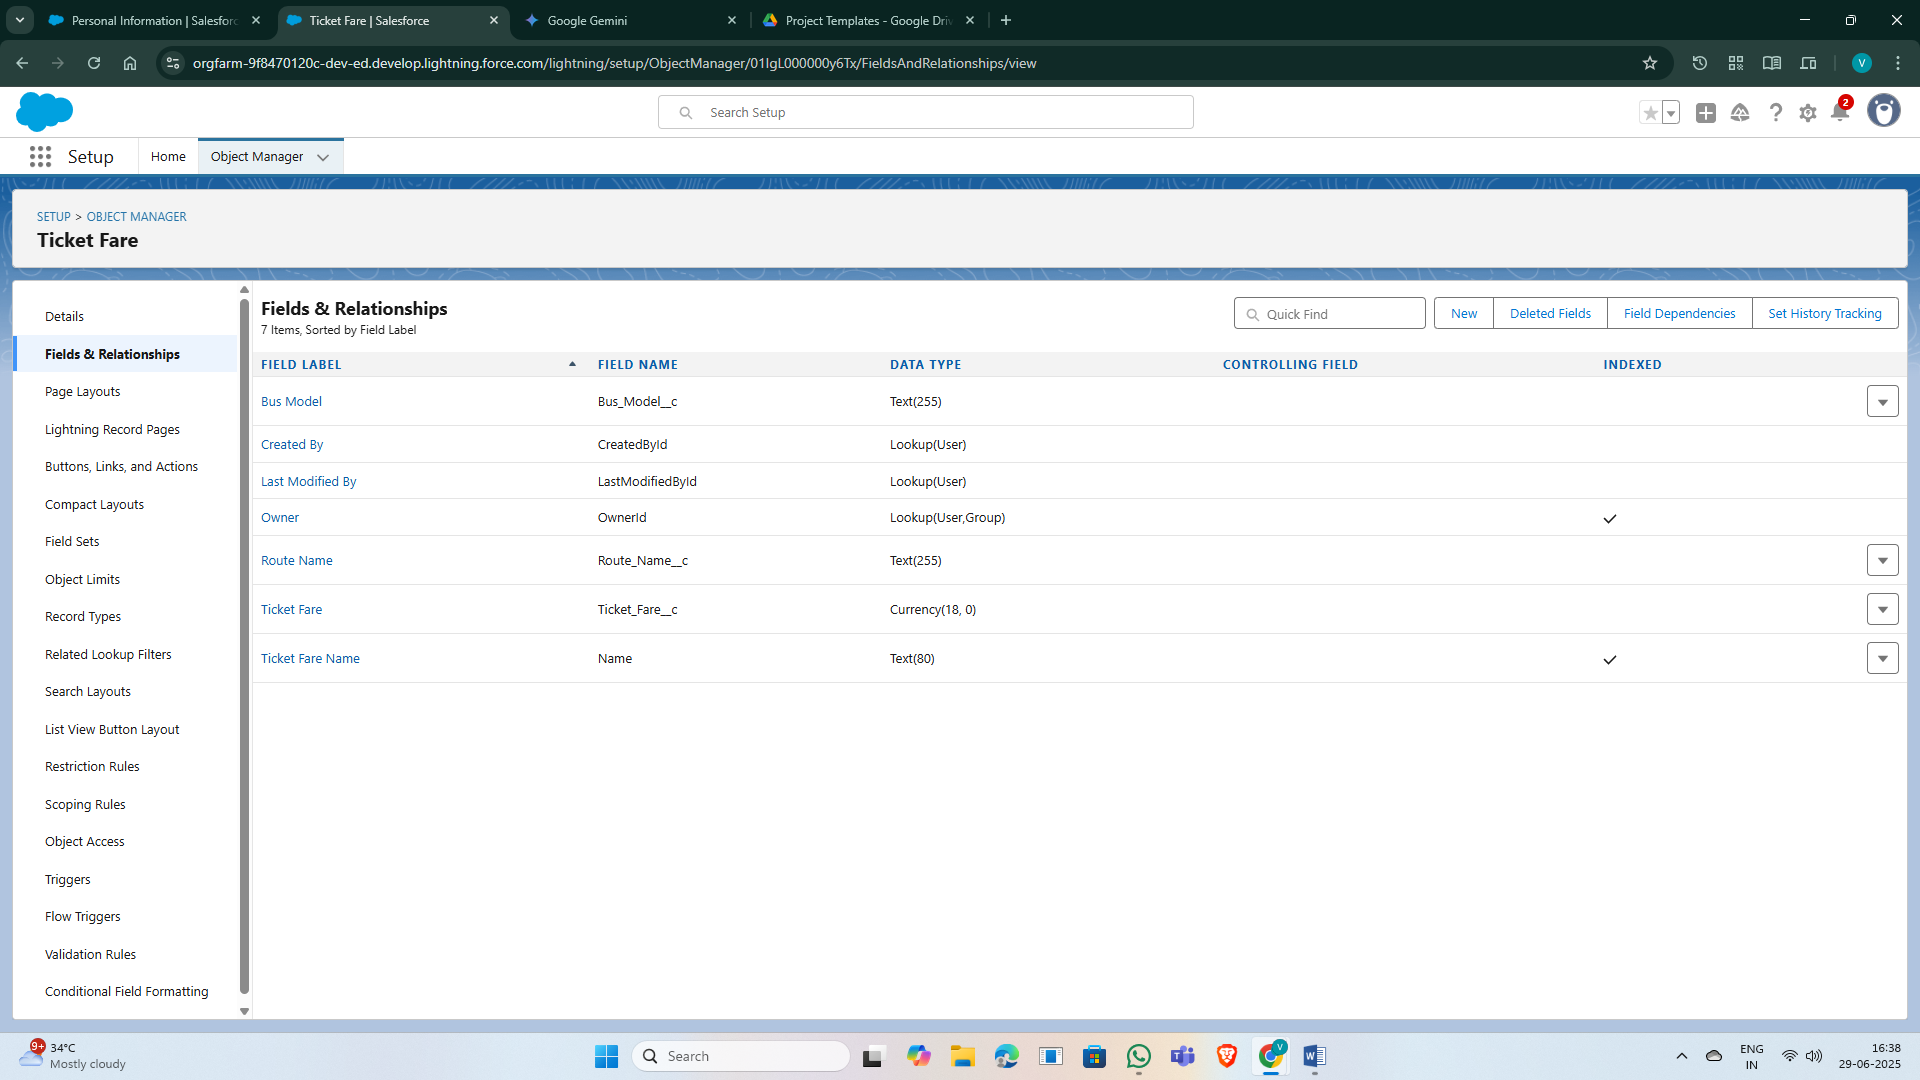 Personal Information | Salesforc
Ticket Fare | Salesforce
Google Gemini
Project Templates - Google Driv
orgfarm-9f8470120c-dev-ed.develop.lightning.force.com/lightning/setup/ObjectManager/01IgL000000y6Tx/FieldsAndRelationships/view
V
Search Setup
2
Setup
Home
Object Manager
SETUP > OBJECT MANAGER
Ticket Fare
Details
Fields & Relationships
Page Layouts
Lightning Record Pages
Buttons, Links, and Actions
Compact Layouts
Field Sets
Object Limits
Record Types
Related Lookup Filters
Search Layouts
List View Button Layout
Restriction Rules
Scoping Rules
Object Access
Triggers
Flow Triggers
Validation Rules
Conditional Field Formatting
Fields & Relationships
7 Items, Sorted by Field Label
Quick Find
New
Deleted Fields
Field Dependencies
Set History Tracking
FIELD LABEL FIELD NAME DATA TYPE CONTROLLING FIELD INDEXED
Bus Model Bus_Model__c Text(255)
Created By CreatedById Lookup(User)
Last Modified By LastModifiedById Lookup(User)
Owner OwnerId Lookup(User,Group)
Route Name Route_Name__c Text(255)
Ticket Fare Ticket_Fare__c Currency(18, 0)
Ticket Fare Name Name Text(80)
9+
34°C
Mostly cloudy
Search
V
ENG
IN
16:38
29-06-2025